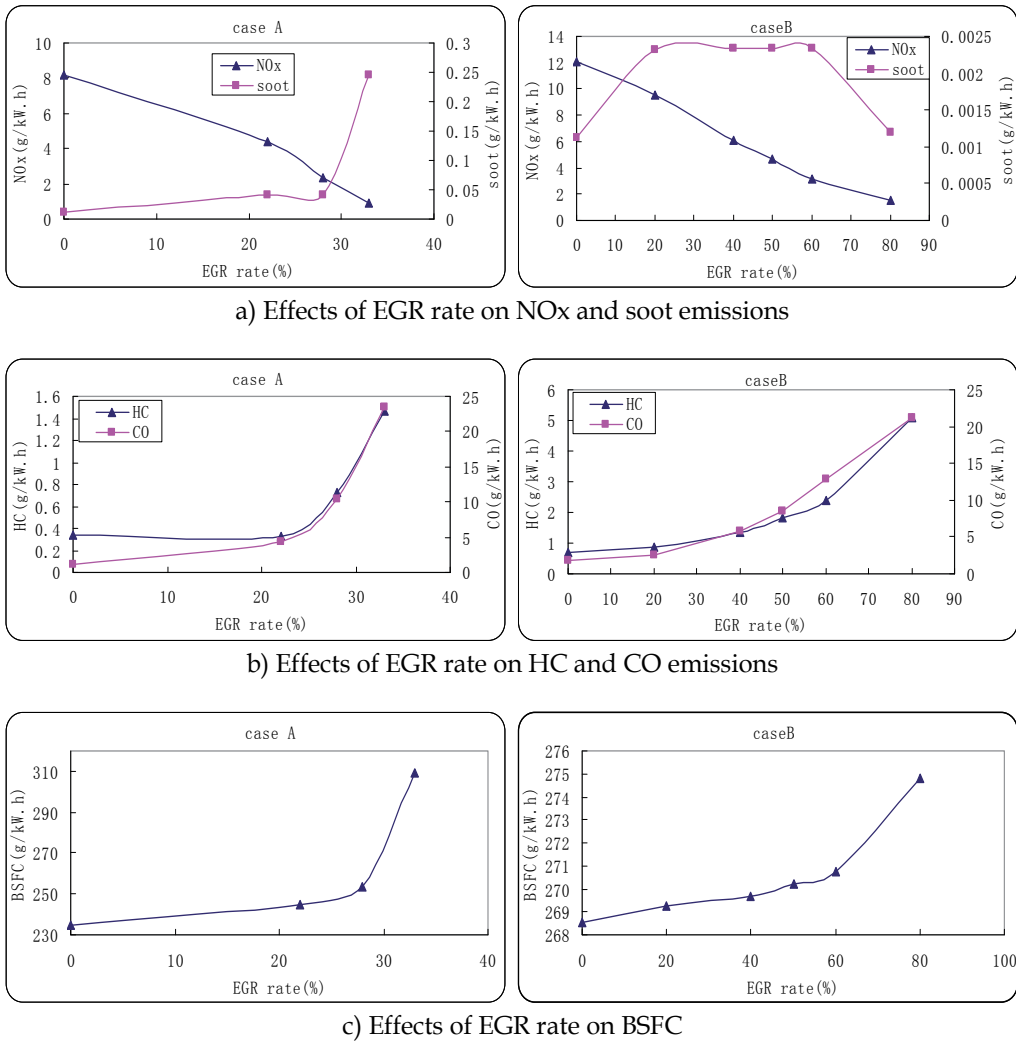 case A
NOx(g/kW.h)
10
8
6
4
2
0
NOx
soot
0.3
0.25
0.2
0.15
0.1
0.05
0
soot(g/kW.h)
0 10 20 30 40
EGR rate(%)
caseB
NOx(g/kW.h)
14
12
10
8
6
4
2
0
NOx
soot
0.0025
0.002
0.0015
0.001
0.0005
0
soot(g/kW.h)
0 10 20 30 40 50 60 70 80 90
EGR rate(%)
a) Effects of EGR rate on NOx and soot emissions
case A
HC(g/kW.h)
1.6
1.4
1.2
1
0.8
0.6
0.4
0.2
0
HC
CO
25
20
15
10
5
0
CO(g/kW.h)
0 10 20 30 40
EGR rate(%)
caseB
HC(g/kW.h)
6
5
4
3
2
1
0
HC
CO
25
20
15
10
5
0
CO(g/kW.h)
0 10 20 30 40 50 60 70 80 90
EGR rate(%)
b) Effects of EGR rate on HC and CO emissions
case A
BSFC(g/kW.h)
310
290
270
250
230
0 10 20 30 40
EGR rate(%)
caseB
BSFC(g/kW.h)
276
275
274
273
272
271
270
269
268
0 20 40 60 80 100
EGR rate(%)
c) Effects of EGR rate on BSFC